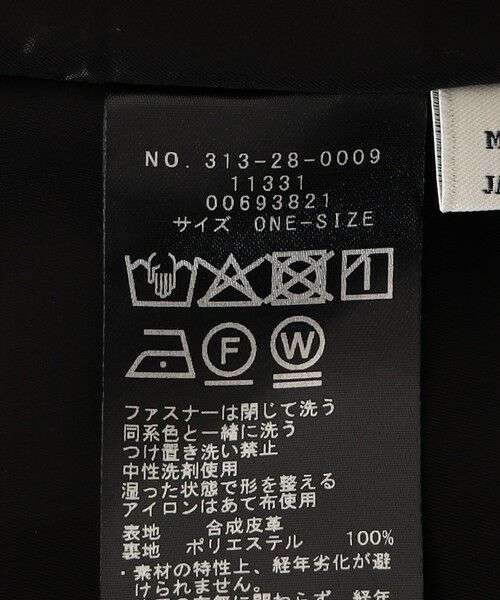 NO. 313-28-0009
11331
00693821
サイズ ONE-SIZE
F W
ファスナーは閉じて洗う
同系色と一緒に洗う
つけ置き洗い禁止
中性洗剤使用
湿った状態で形を整える
アイロンはあて布使用
表地 合成皮革
裏地 ポリエステル 100%
・素材の特性上、経年劣化が避
けられません。
M
JA